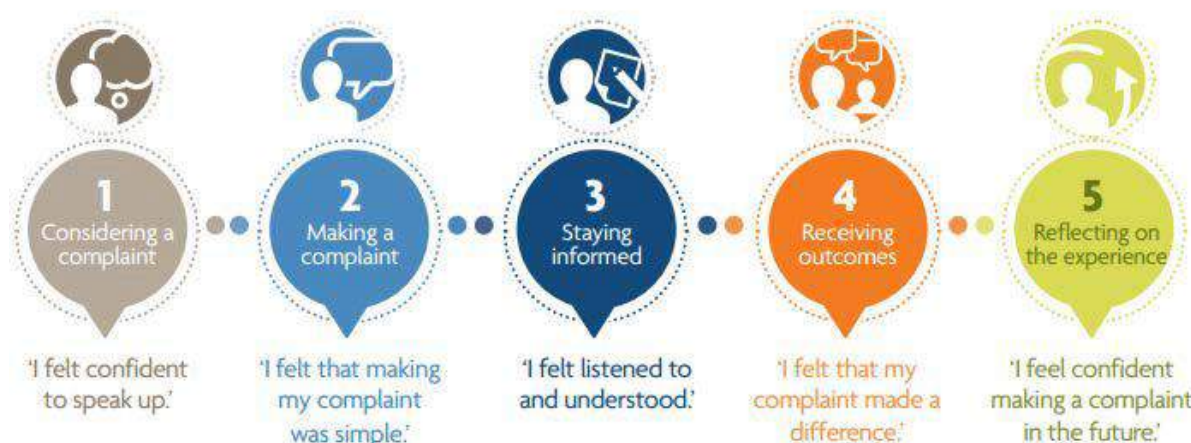 1
Considering a
complaint
2
Making a
complaint
3
Staying
informed
4
Receiving
outcomes
5
Reflecting on
the experience
'I felt confident
to speak up.'
'I felt that making
my complaint
was simple.'
'I felt listened to
and understood.'
'I felt that my
complaint made a
difference.'
'I feel confident
making a complaint
in the future.'